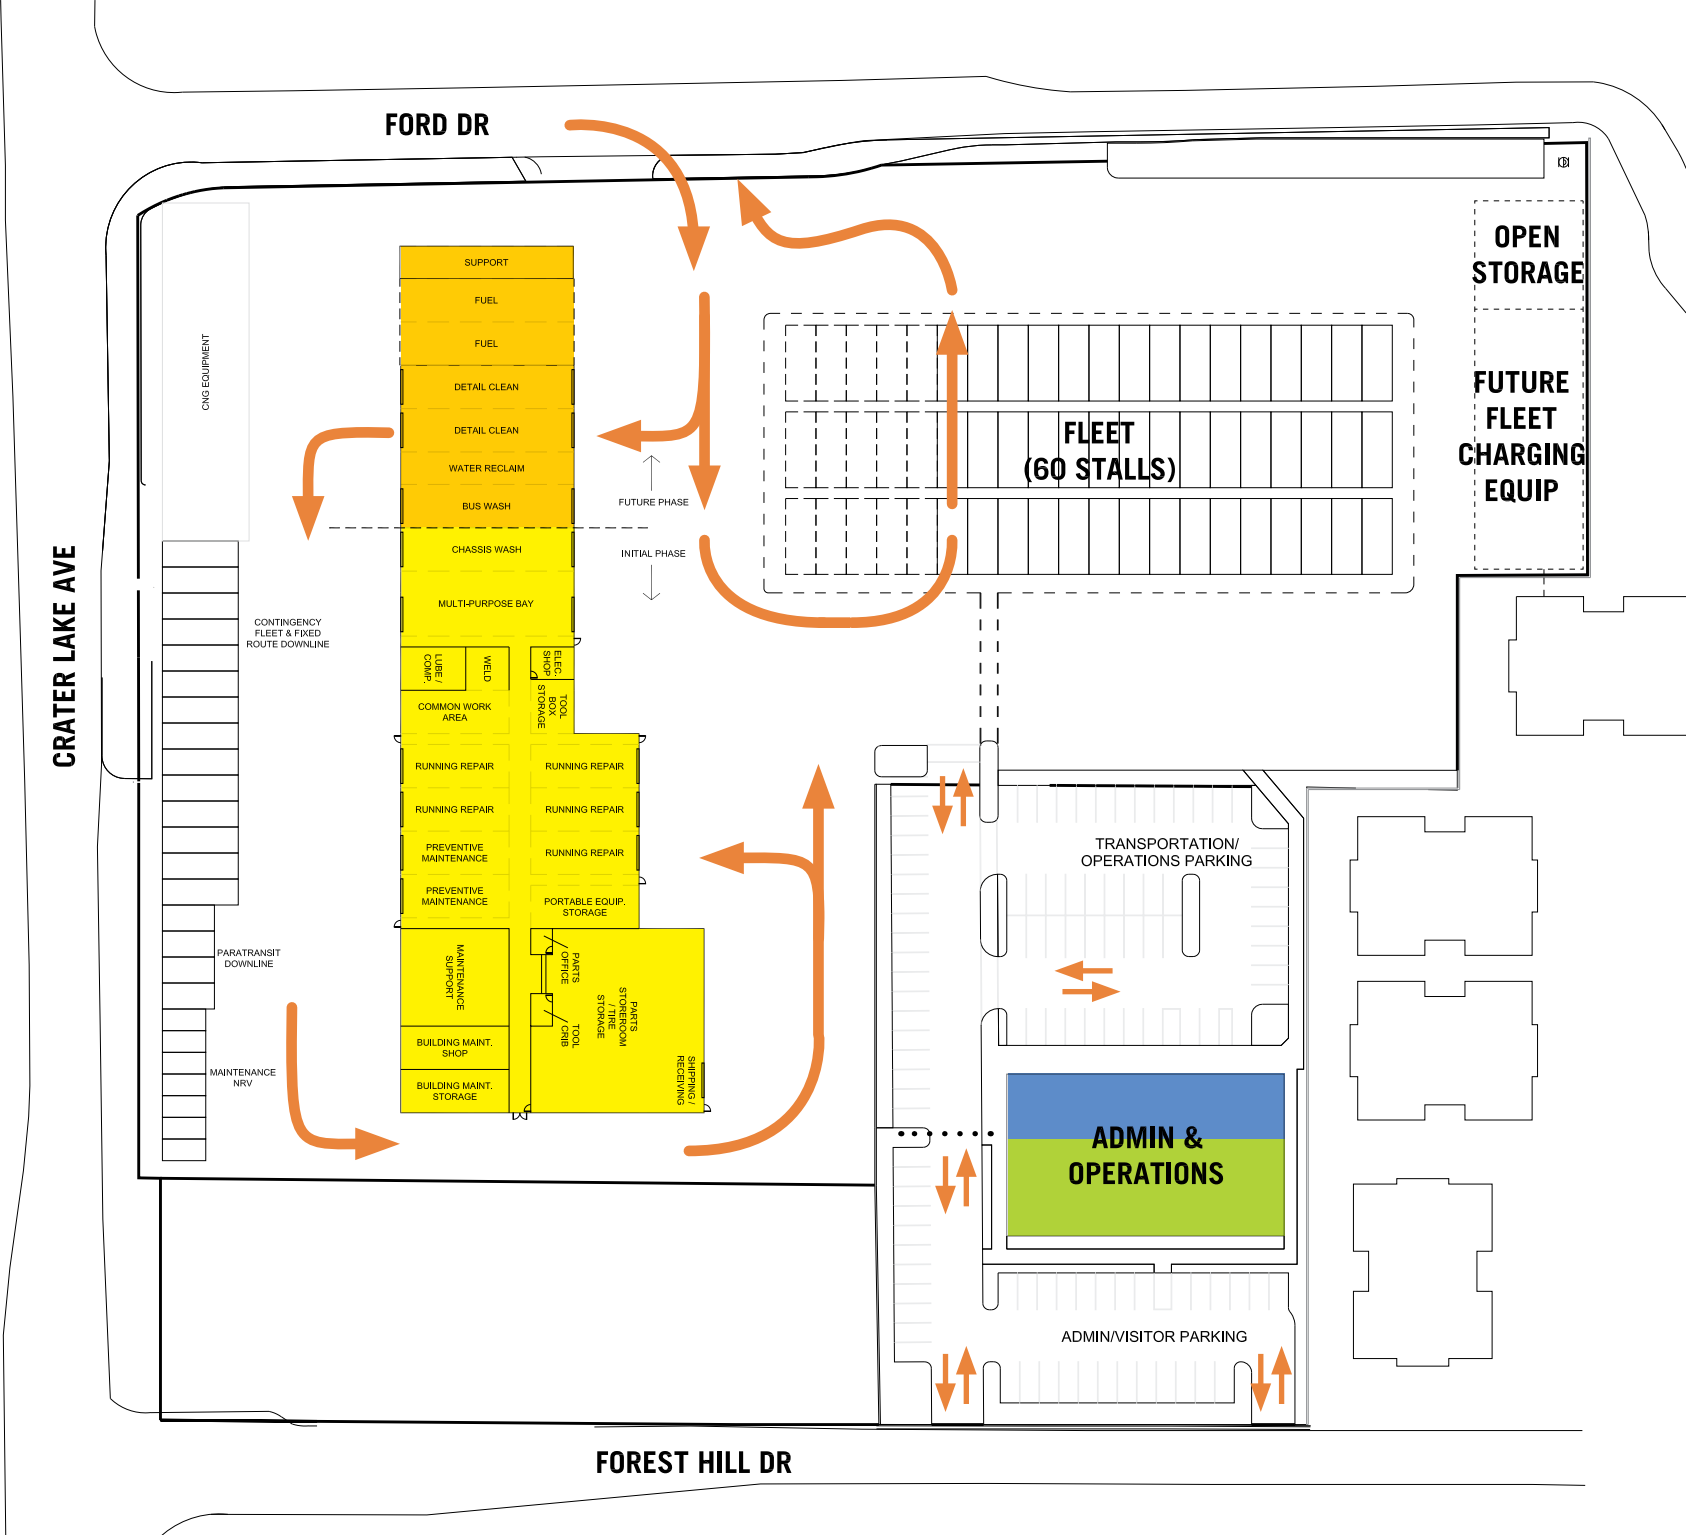 FORD DR
OPEN
STORAGE
FUTURE
FLEET
CHARGING
EQUIP
FLEET
(60 STALLS)
CRATER LAKE AVE
CNG EQUIPMENT
SUPPORT
FUEL
FUEL
DETAIL CLEAN
DETAIL CLEAN
WATER RECLAIM
BUS WASH
FUTURE PHASE
INITIAL PHASE
CHASSIS WASH
MULTI-PURPOSE BAY
CONTINGENCY
FLEET & FIXED
ROUTE DOWNLINE
LUBE /
COMP.
WELD
ELEC.
SHOP
TOOL
BOX
STORAGE
COMMON WORK
AREA
RUNNING REPAIR
RUNNING REPAIR
RUNNING REPAIR
RUNNING REPAIR
PREVENTIVE
MAINTENANCE
RUNNING REPAIR
PREVENTIVE
MAINTENANCE
PORTABLE EQUIP.
STORAGE
PARATRANSIT
DOWNLINE
MAINTENANCE
SUPPORT
PARTS
OFFICE
PARTS
STOREROOM
/ TIRE
STORAGE
TOOL
CRIB
SHIPPING /
RECEIVING
BUILDING MAINT.
SHOP
BUILDING MAINT.
STORAGE
MAINTENANCE
NRV
TRANSPORTATION/
OPERATIONS PARKING
ADMIN &
OPERATIONS
ADMIN/VISITOR PARKING
FOREST HILL DR